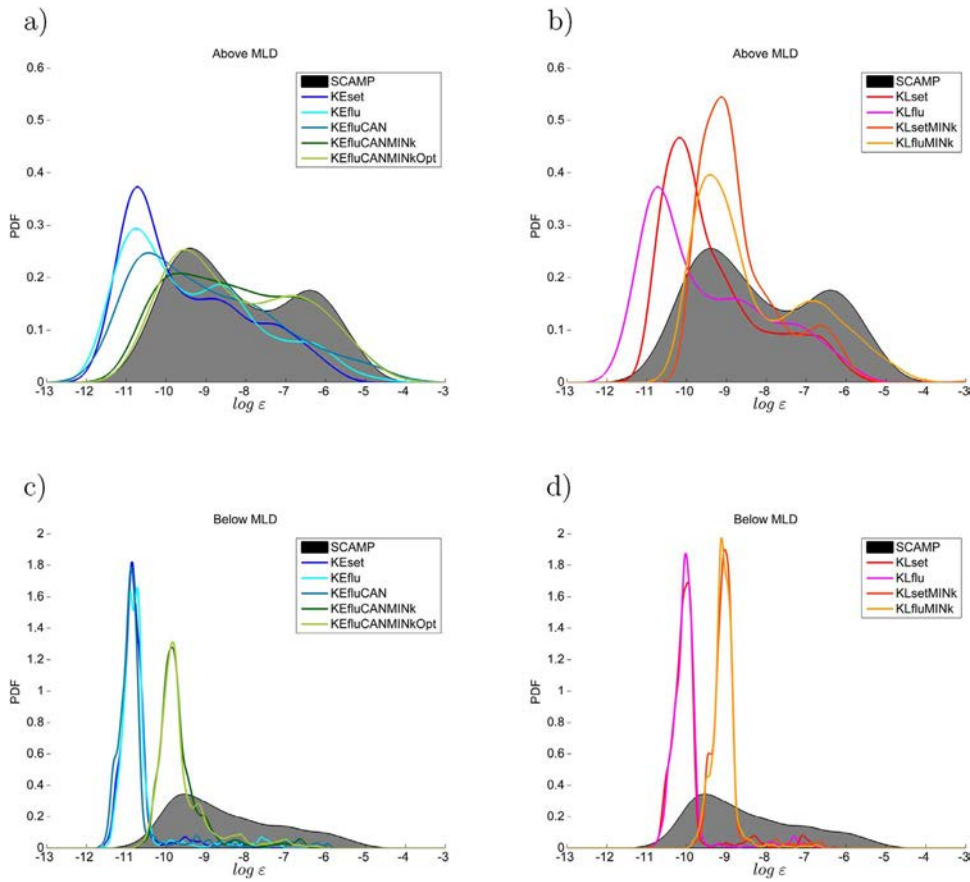 a)
Above MLD
0.6
0.5
0.4
0.3
0.2
0.1
0
PDF
SCAMP
KEset
KEflu
KEfluCAN
KEfluCANMINk
KEfluCANMINkOpt
-13 -12 -11 -10 -9 -8 -7 -6 -5 -4 -3
log ε
b)
Above MLD
0.6
0.5
0.4
0.3
0.2
0.1
0
PDF
SCAMP
KLset
KLflu
KLsetMINk
KLfluMINk
-13 -12 -11 -10 -9 -8 -7 -6 -5 -4 -3
log ε
c)
Below MLD
2
1.8
1.6
1.4
1.2
1
0.8
0.6
0.4
0.2
0
PDF
SCAMP
KEset
KEflu
KEfluCAN
KEfluCANMINk
KEfluCANMINkOpt
-13 -12 -11 -10 -9 -8 -7 -6 -5 -4 -3
log ε
d)
Below MLD
2
1.8
1.6
1.4
1.2
1
0.8
0.6
0.4
0.2
0
PDF
SCAMP
KLset
KLflu
KLsetMINk
KLfluMINk
-13 -12 -11 -10 -9 -8 -7 -6 -5 -4 -3
log ε